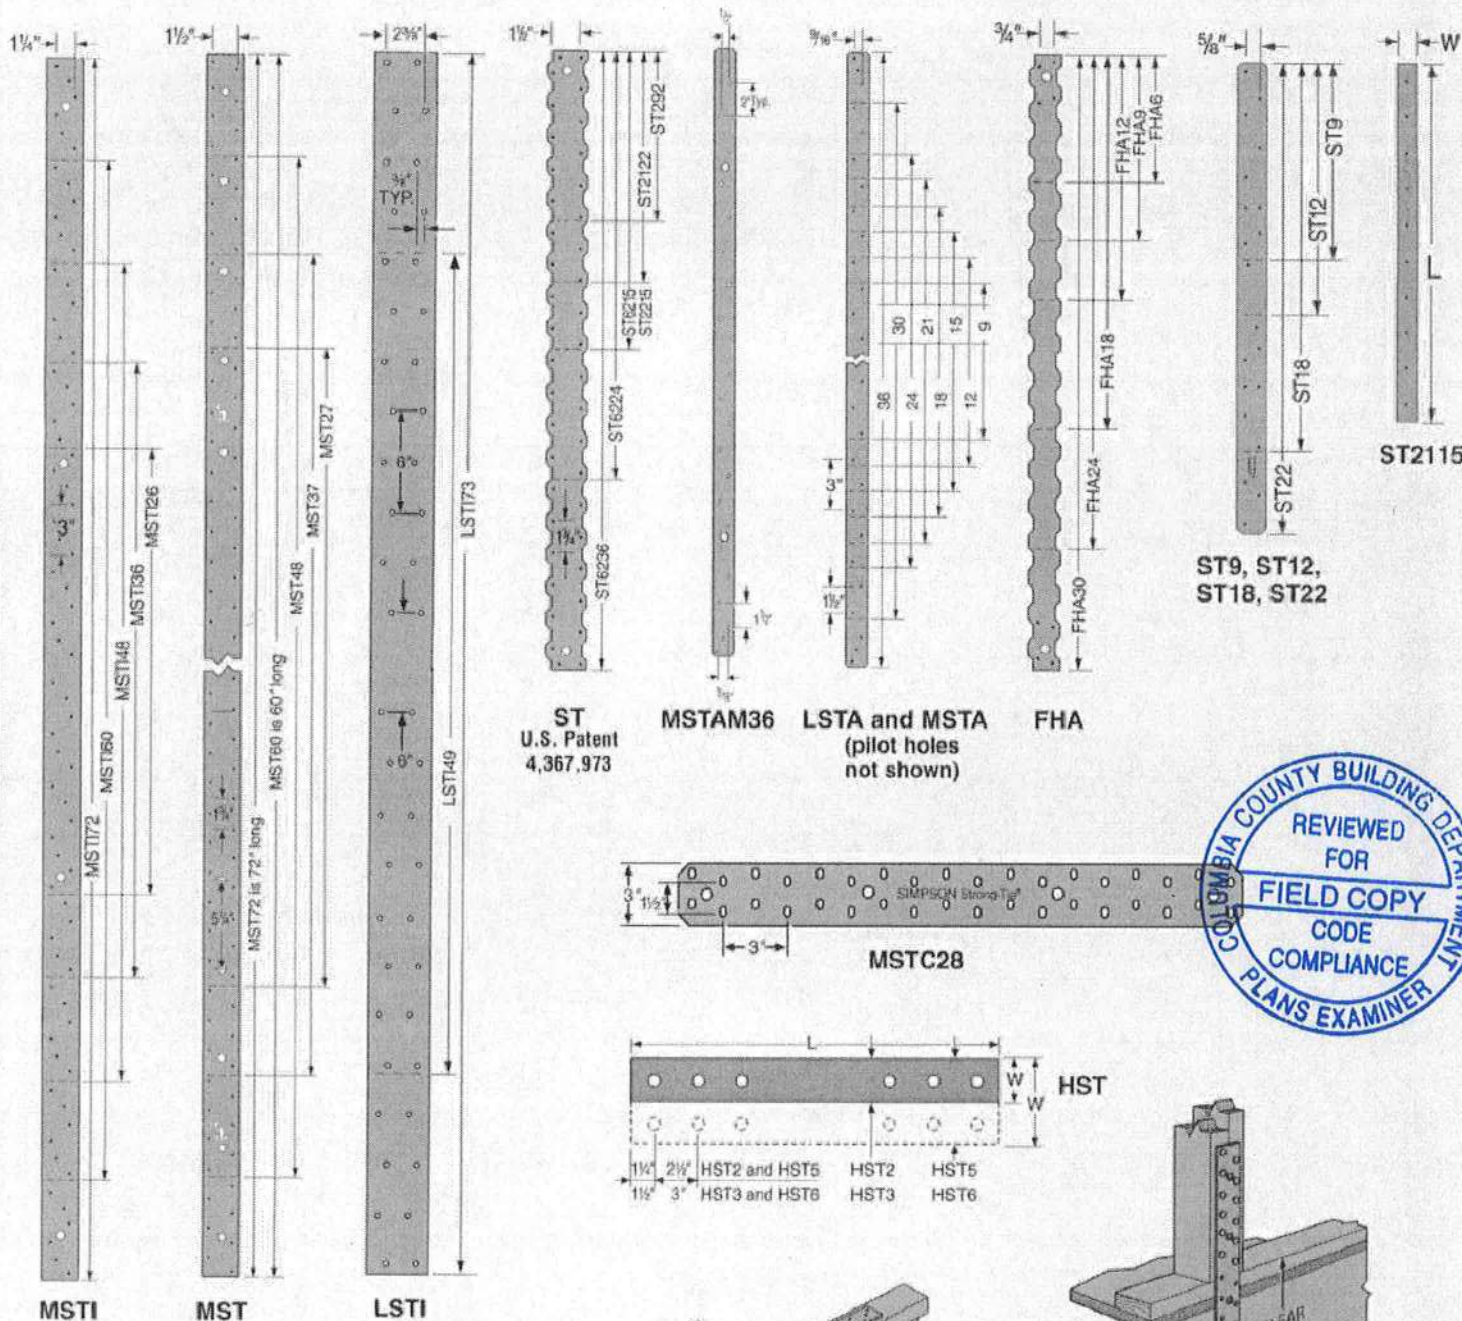 1¼"
1½"
2⅜"
1½"
½"
9/16"
¾"
⅝"
W
2" Typ.
⅜"
TYP.
ST292
ST2122
ST6215
ST2215
ST6224
ST6236
1¾"
FHA6
FHA9
FHA12
FHA18
FHA24
FHA30
ST9
ST12
ST18
ST22
L
ST2115
ST9, ST12,
ST18, ST22
30
21
15
9
36
24
18
12
3"
1½"
3"
MSTI26
MSTI36
MSTI48
MSTI60
MSTI72
MST27
MST37
MST48
MST60 is 60" long
MST72 is 72" long
1¾"
LSTI73
LSTI49
6"
6"
ST
U.S. Patent
4,367,973
MSTAM36
LSTA and MSTA
(pilot holes
not shown)
FHA
3"
1½"
SIMPSON Strong-Tie
3"
MSTC28
COLUMBIA COUNTY BUILDING DEPARTMENT
REVIEWED
FOR
FIELD COPY
CODE
COMPLIANCE
PLANS EXAMINER
L
W
W
HST
1¼" 2½" HST2 and HST5 HST2 HST5
1½" 3" HST3 and HST6 HST3 HST6
MSTI
MST
LSTI